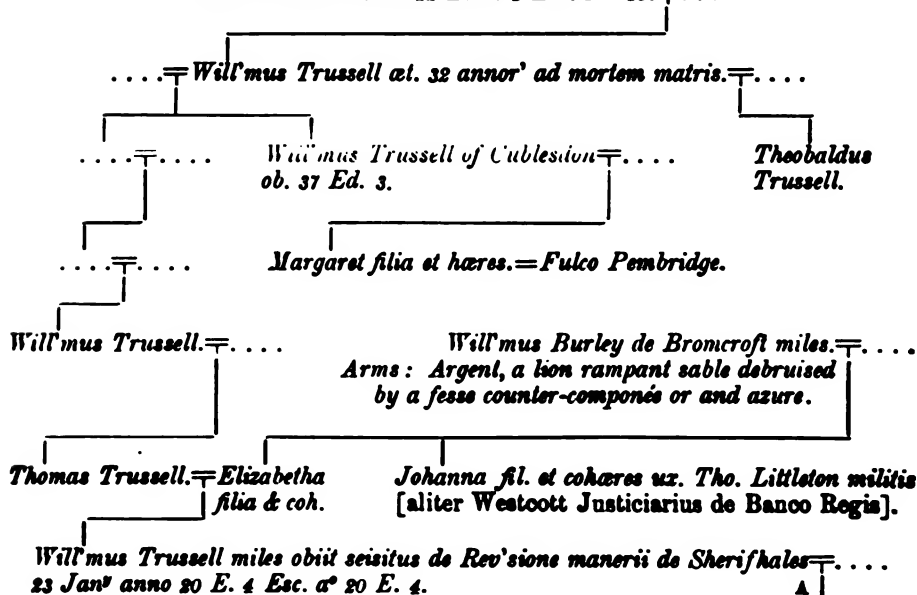 ....Will'mus Trussell æt. 32 annor' ad mortem matris.....
........ Will'mus Trussell of Cublesdon.... Theobaldus
ob. 37 Ed. 3. Trussell.
........ Margaret filia et hæres.=Fulco Pembridge.
Will'mus Trussell..... Will'mus Burley de Bromcroft miles.....
Arms: Argent, a lion rampant sable debruised
by a fesse counter-componée or and azure.
Thomas Trussell. Elizabetha Johanna fil. et cohæres ux. Tho. Littleton militis
filia & coh. [aliter Westcott Justiciarius de Banco Regis].
Will'mus Trussell miles obiit seisitus de Rev'sione manerii de Sherifhales....
23 Janʸ anno 20 E. 4 Esc. aº 20 E. 4. A